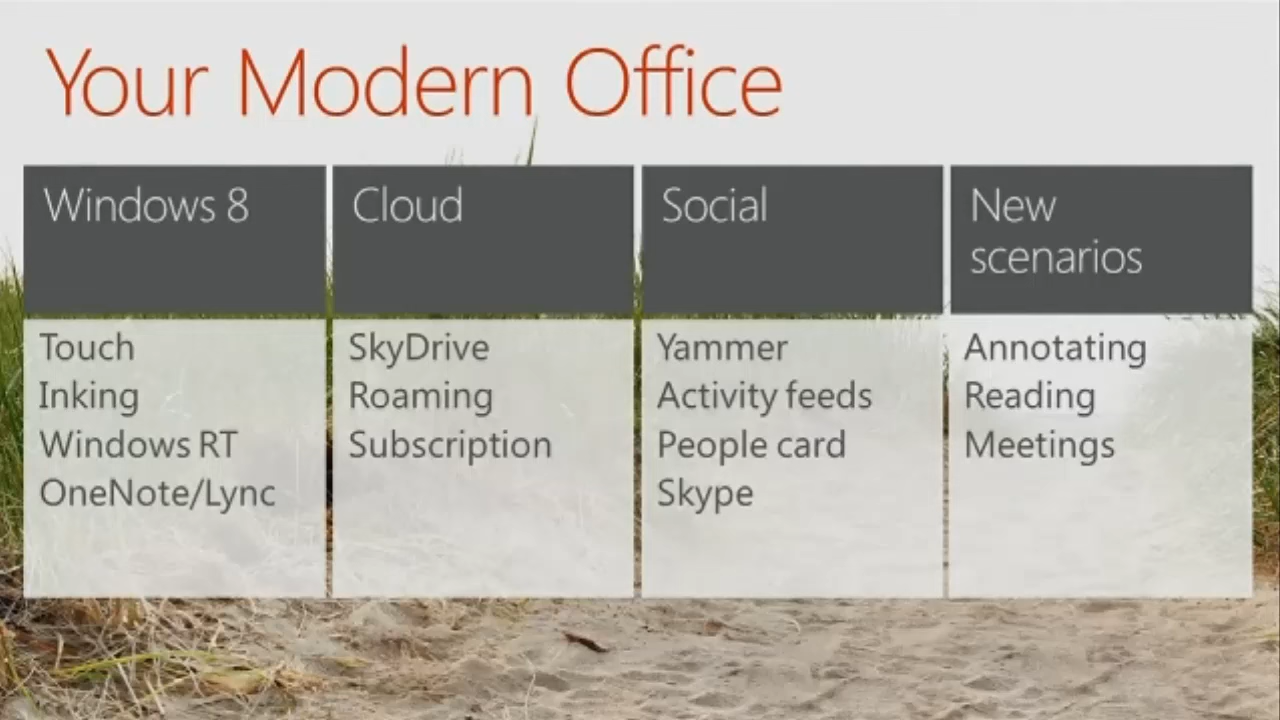 Your Modern Office
Windows 8
Touch
Inking
Windows RT
OneNote/Lync
Cloud
SkyDrive
Roaming
Subscription
Social
Yammer
Activity feeds
People card
Skype
New
scenarios
Annotating
Reading
Meetings